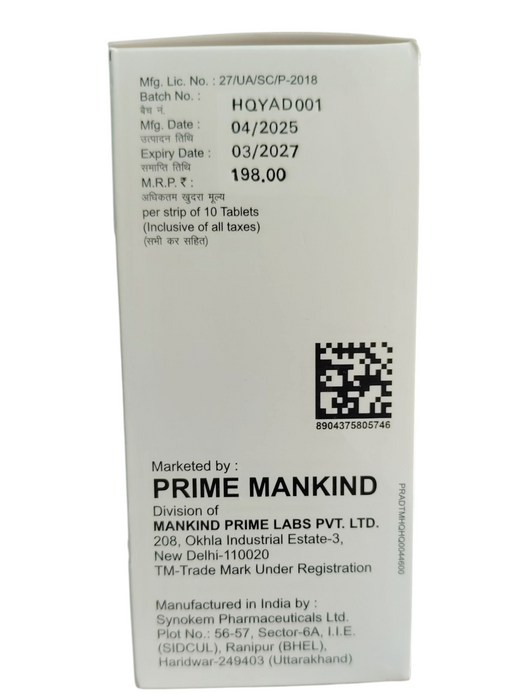 Mfg. Lic. No. : 27/UA/SC/P-2018
Batch No. : HQYAD001
बैच नं.
Mfg. Date : 04/2025
उत्पादन तिथि
Expiry Date : 03/2027
समाप्ति तिथि
M.R.P. ₹ : 198.00
अधिकतम खुदरा मूल्य
per strip of 10 Tablets
(Inclusive of all taxes)
(सभी कर सहित)
8904375805746
Marketed by :
PRIME MANKIND
Division of
MANKIND PRIME LABS PVT. LTD.
208, Okhla Industrial Estate-3,
New Delhi-110020
TM-Trade Mark Under Registration
PRADTMHQHQ0044600
Manufactured in India by :
Synokem Pharmaceuticals Ltd.
Plot No.: 56-57, Sector-6A, I.I.E.
(SIDCUL), Ranipur (BHEL),
Haridwar-249403 (Uttarakhand)